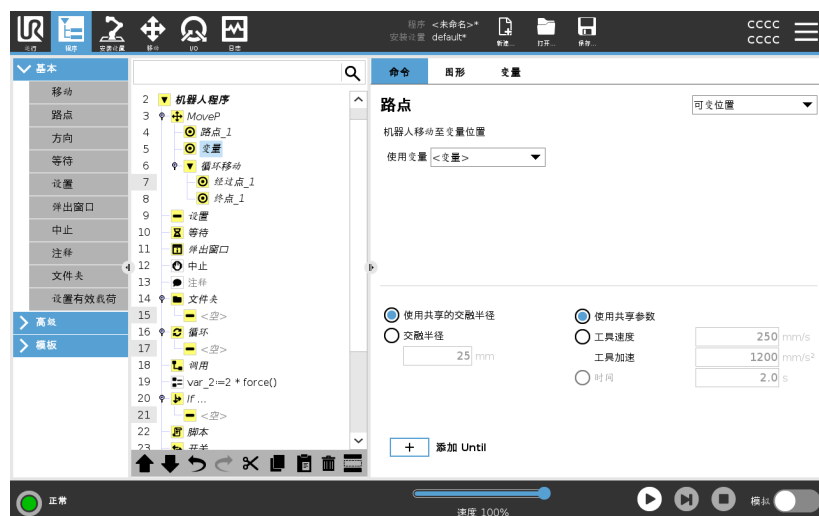 UR
运行
程序
安装设置
移动
I/O
日志
程序 <未命名>*
安装设置 default*
新建...
打开...
保存...
CCCC
CCCC
基本
移动
路点
方向
等待
设置
弹出窗口
中止
注释
文件夹
设置有效载荷
高级
模板
2 机器人程序
3 MoveP
4 路点_1
5 变量
6 循环移动
7 经过点_1
8 终点_1
9 设置
10 等待
11 弹出窗口
12 中止
13 注释
14 文件夹
15 <空>
16 循环
17 <空>
18 调用
19 var_2:=2 * force()
20 If ...
21 <空>
22 脚本
23 开关
命令 图形 变量
路点
可变位置
机器人移动至变量位置
使用变量 <变量>
使用共享的交融半径
交融半径
25 mm
使用共享参数
工具速度 250 mm/s
工具加速 1200 mm/s²
时间 2.0 s
+ 添加 Until
正常
速度 100%
模拟